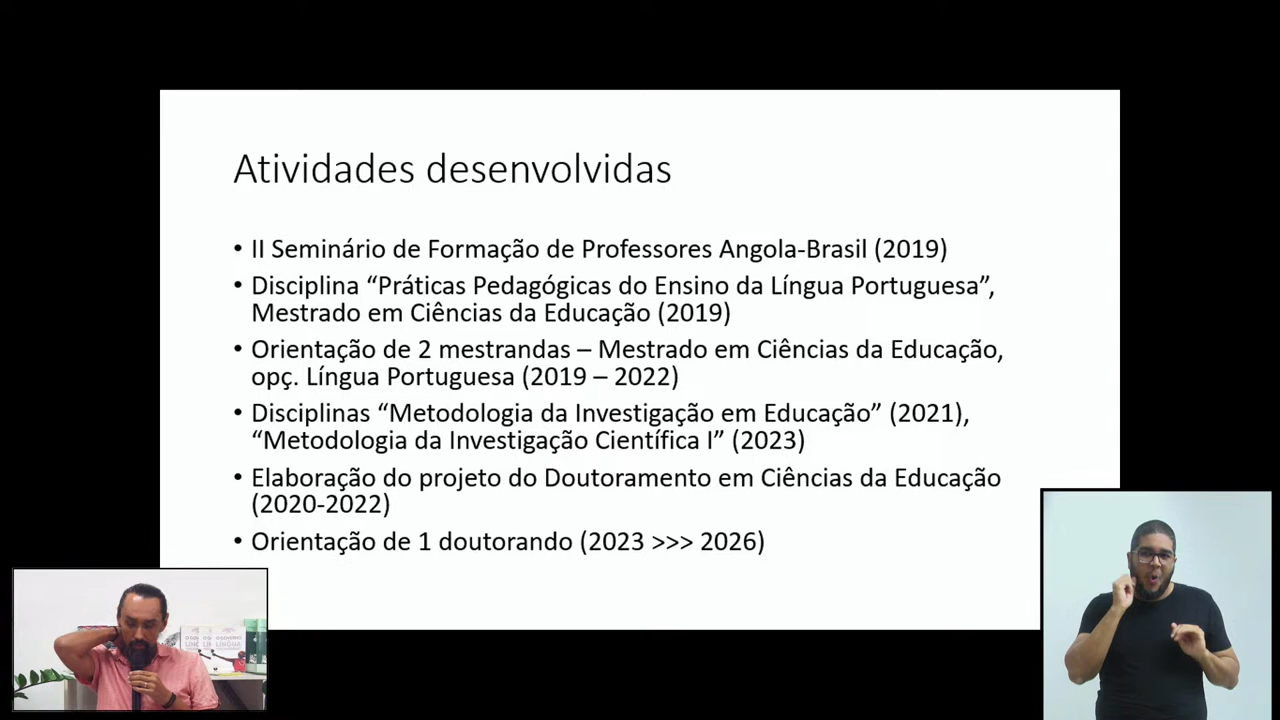 Atividades desenvolvidas
• II Seminário de Formação de Professores Angola-Brasil (2019)
• Disciplina “Práticas Pedagógicas do Ensino da Língua Portuguesa”,
Mestrado em Ciências da Educação (2019)
• Orientação de 2 mestrandas – Mestrado em Ciências da Educação,
opç. Língua Portuguesa (2019 – 2022)
• Disciplinas “Metodologia da Investigação em Educação” (2021),
“Metodologia da Investigação Científica I” (2023)
• Elaboração do projeto do Doutoramento em Ciências da Educação
(2020-2022)
• Orientação de 1 doutorando (2023 >>> 2026)